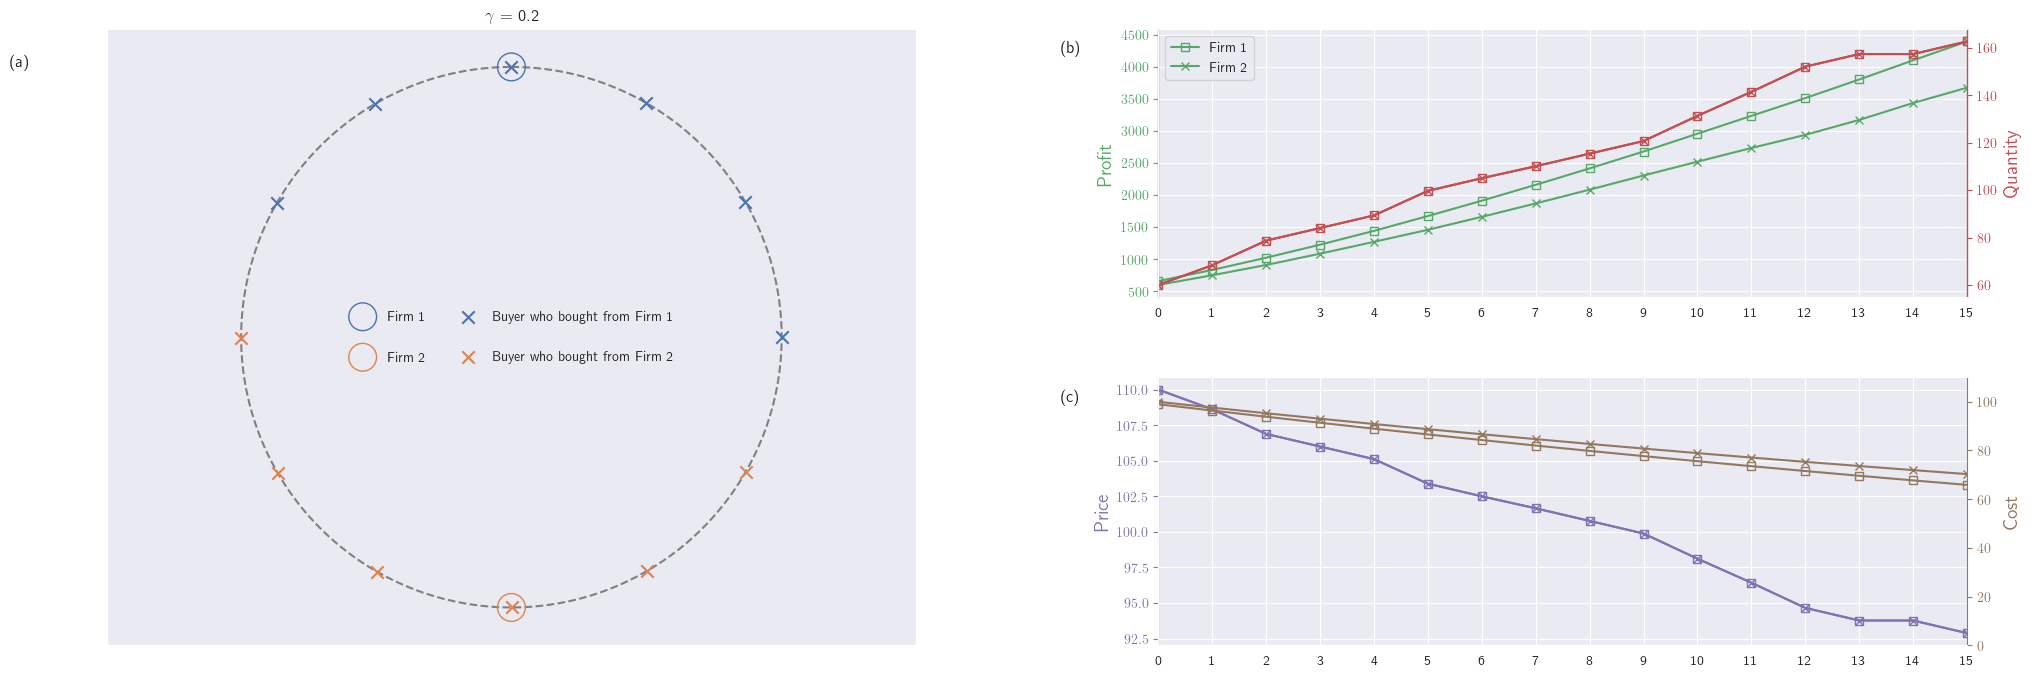 γ = 0.2
(a)
Firm 1
Buyer who bought from Firm 1
Firm 2
Buyer who bought from Firm 2
(b)
Firm 1
Firm 2
Profit
4500
4000
3500
3000
2500
2000
1500
1000
500
Quantity
160
140
120
100
80
60
0 1 2 3 4 5 6 7 8 9 10 11 12 13 14 15
(c)
Price
110.0
107.5
105.0
102.5
100.0
97.5
95.0
92.5
Cost
100
80
60
40
20
0
0 1 2 3 4 5 6 7 8 9 10 11 12 13 14 15